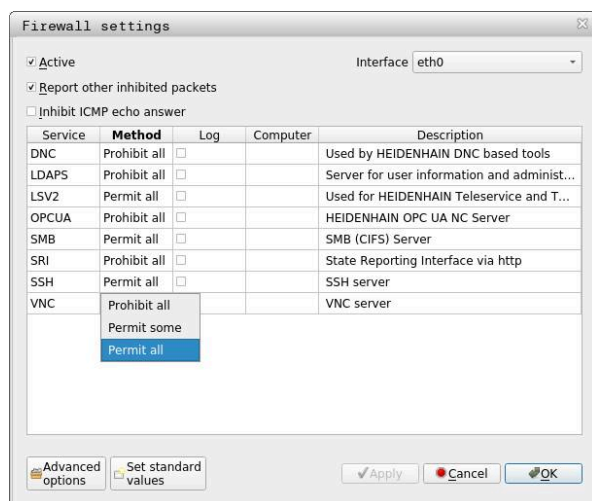 Firewall settings
Active
Interface eth0
Report other inhibited packets
Inhibit ICMP echo answer
Service Method Log Computer Description
DNC Prohibit all Used by HEIDENHAIN DNC based tools
LDAPS Prohibit all Server for user information and administ...
LSV2 Permit all Used for HEIDENHAIN Teleservice and T...
OPCUA Prohibit all HEIDENHAIN OPC UA NC Server
SMB Permit all SMB (CIFS) Server
SRI Prohibit all State Reporting Interface via http
SSH Permit all SSH server
VNC Prohibit all VNC server
Permit some
Permit all
Advanced options
Set standard values
Apply
Cancel
OK